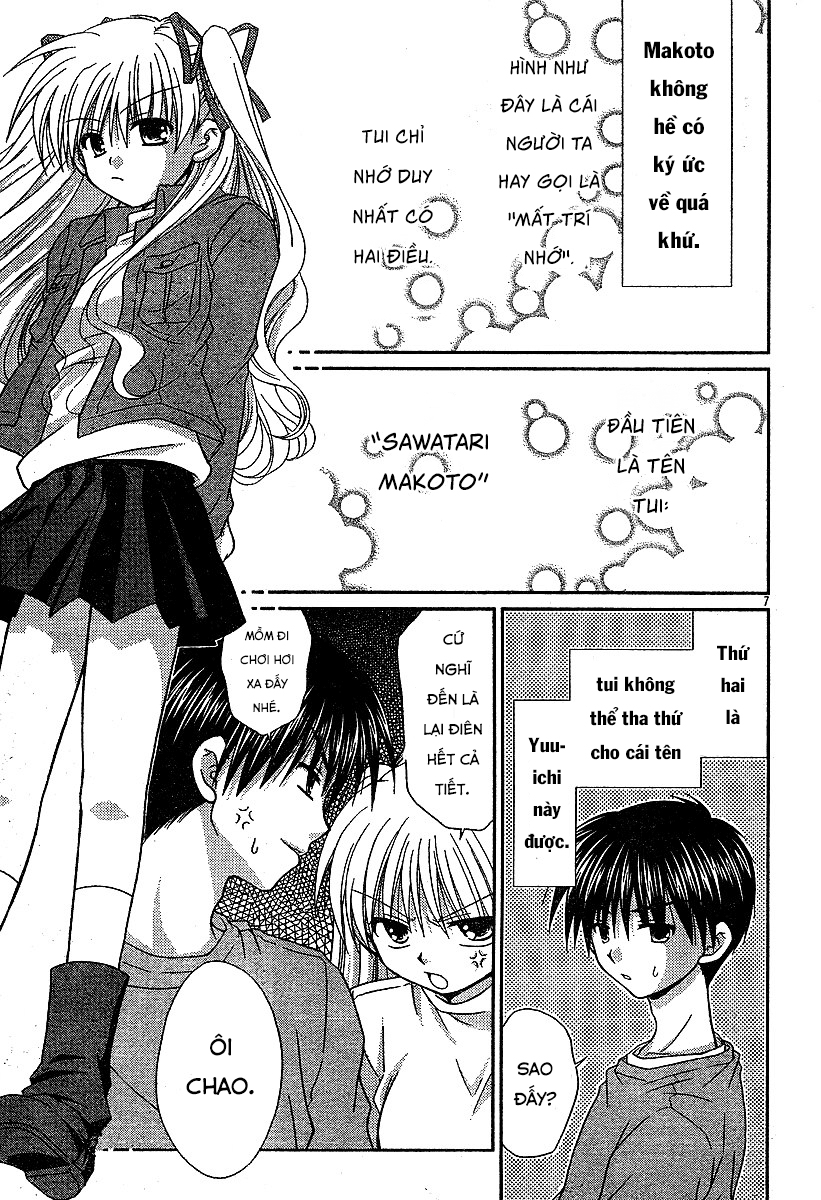 Makoto
không
hề có
ký ức
về quá
khứ.
HÌNH NHƯ
ĐÂY LÀ CÁI
NGƯỜI TA
HAY GỌI LÀ
"MẤT TRÍ
NHỚ".
TUI CHỈ
NHỚ DUY
NHẤT CÓ
HAI ĐIỀU.
ĐẦU TIÊN
LÀ TÊN
TUI:
"SAWATARI
MAKOTO"
7
Thứ
hai
là
tui không
thể tha thứ
cho cái tên
Yuu-
ichi
này
được.
SAO
ĐẤY?
CỨ
NGHĨ
ĐẾN LÀ
LẠI ĐIÊN
HẾT CẢ
TIẾT.
MỒM ĐI
CHƠI HƠI
XA ĐẤY
NHÉ.
ÔI
CHAO.